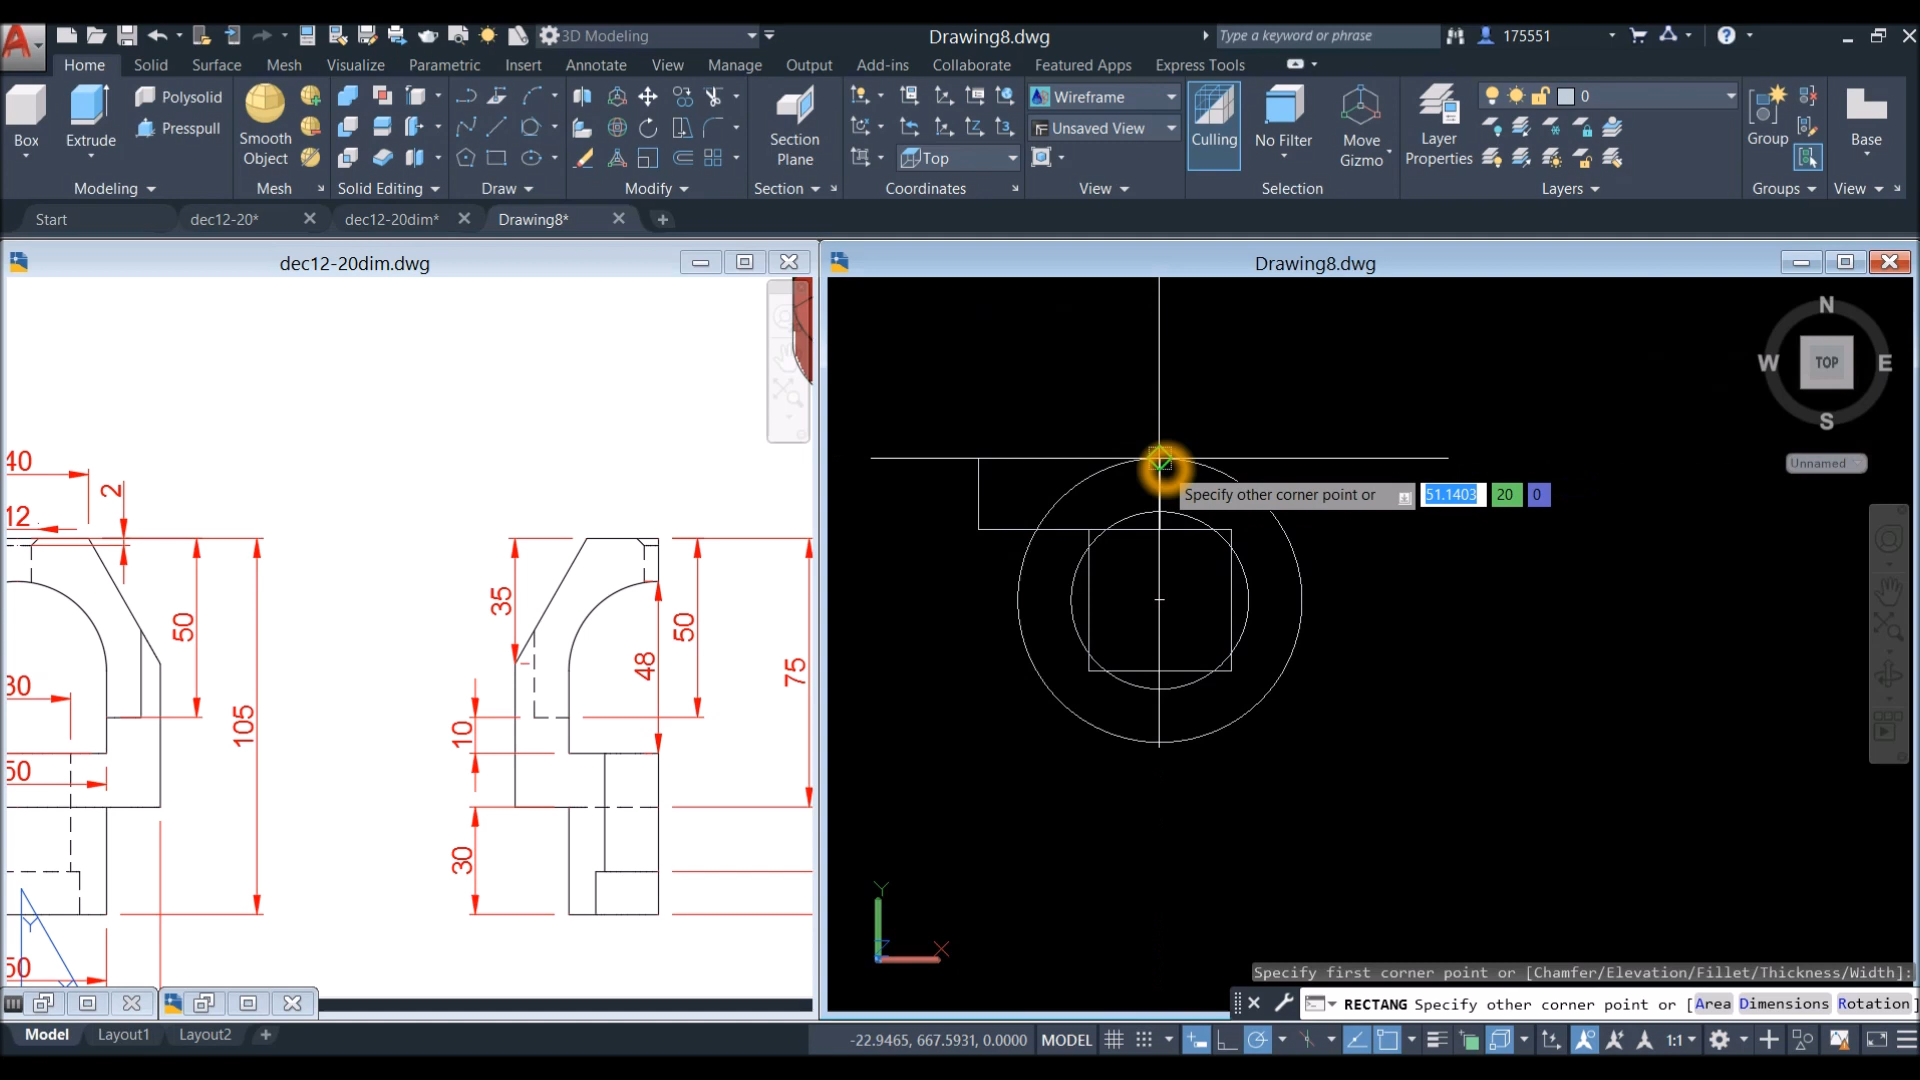 3D Modeling
Drawing8.dwg
Type a keyword or phrase
175551
Home
Solid
Surface
Mesh
Visualize
Parametric
Insert
Annotate
View
Manage
Output
Add-ins
Collaborate
Featured Apps
Express Tools
Polysolid
Presspull
Box
Extrude
Smooth
Object
Section
Plane
Wireframe
Unsaved View
Top
Culling
No Filter
Move
Gizmo
Layer
Properties
0
Group
Base
Modeling
Mesh
Solid Editing
Draw
Modify
Section
Coordinates
View
Selection
Layers
Groups
View
Start
dec12-20*
dec12-20dim*
Drawing8*
dec12-20dim.dwg
Drawing8.dwg
N
W
TOP
E
S
Unnamed
40
2
12
50
30
105
50
50
35
48
50
75
10
30
Y
X
Y
Z
Specify other corner point or
51.1403
20
0
Specify first corner point or [Chamfer/Elevation/Fillet/Thickness/Width]:
RECTANG Specify other corner point or [Area Dimensions Rotation]
Model
Layout1
Layout2
-22.9465, 667.5931, 0.0000
MODEL
1:1